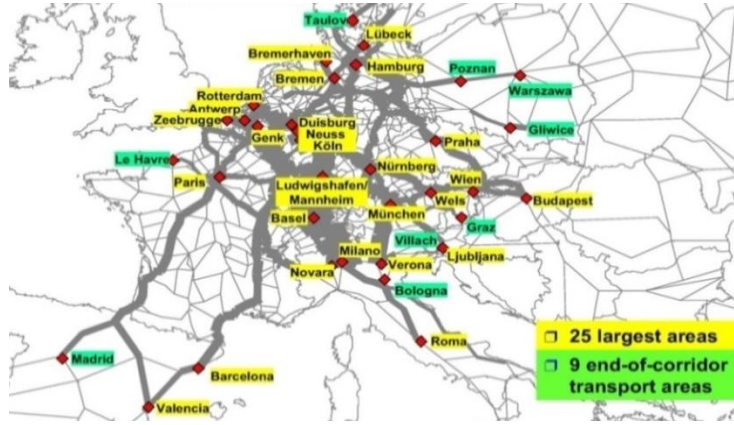 Taulov
Lübeck
Bremerhaven
Hamburg
Bremen
Poznan
Warszawa
Rotterdam
Antwerp
Zeebrugge
Duisburg
Neuss
Köln
Genk
Gliwice
Praha
Le Havre
Nürnberg
Paris
Wien
Ludwigshafen/
Mannheim
Wels
Budapest
München
Basel
Graz
Villach
Ljubljana
Milano
Novara
Verona
Bologna
Roma
Madrid
Barcelona
Valencia
25 largest areas
9 end-of-corridor
transport areas